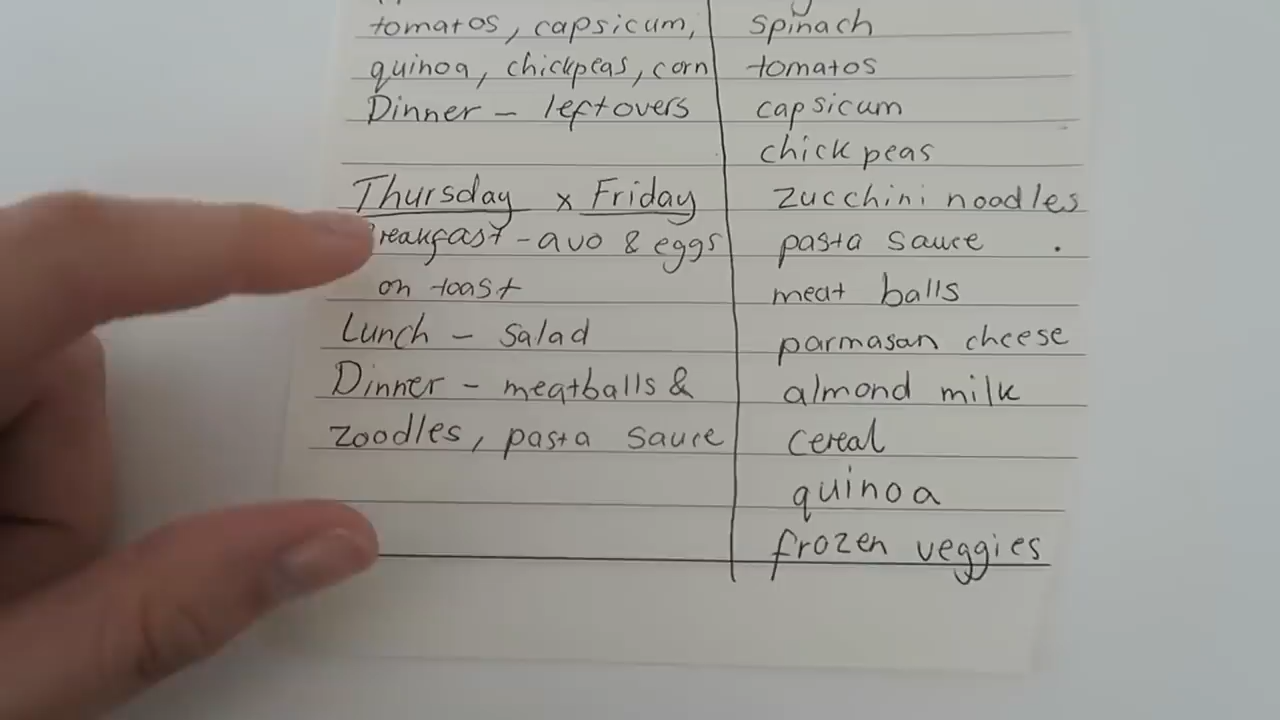 tomatos, capsicum,
quinoa, chickpeas, corn
Dinner – leftovers
Thursday x Friday
Breakfast - avo & eggs
on toast
Lunch – Salad
Dinner – meatballs &
zoodles, pasta sauce
spinach
tomatos
capsicum
chick peas
zucchini noodles
pasta sauce
meat balls
parmasan cheese
almond milk
cereal
quinoa
frozen veggies